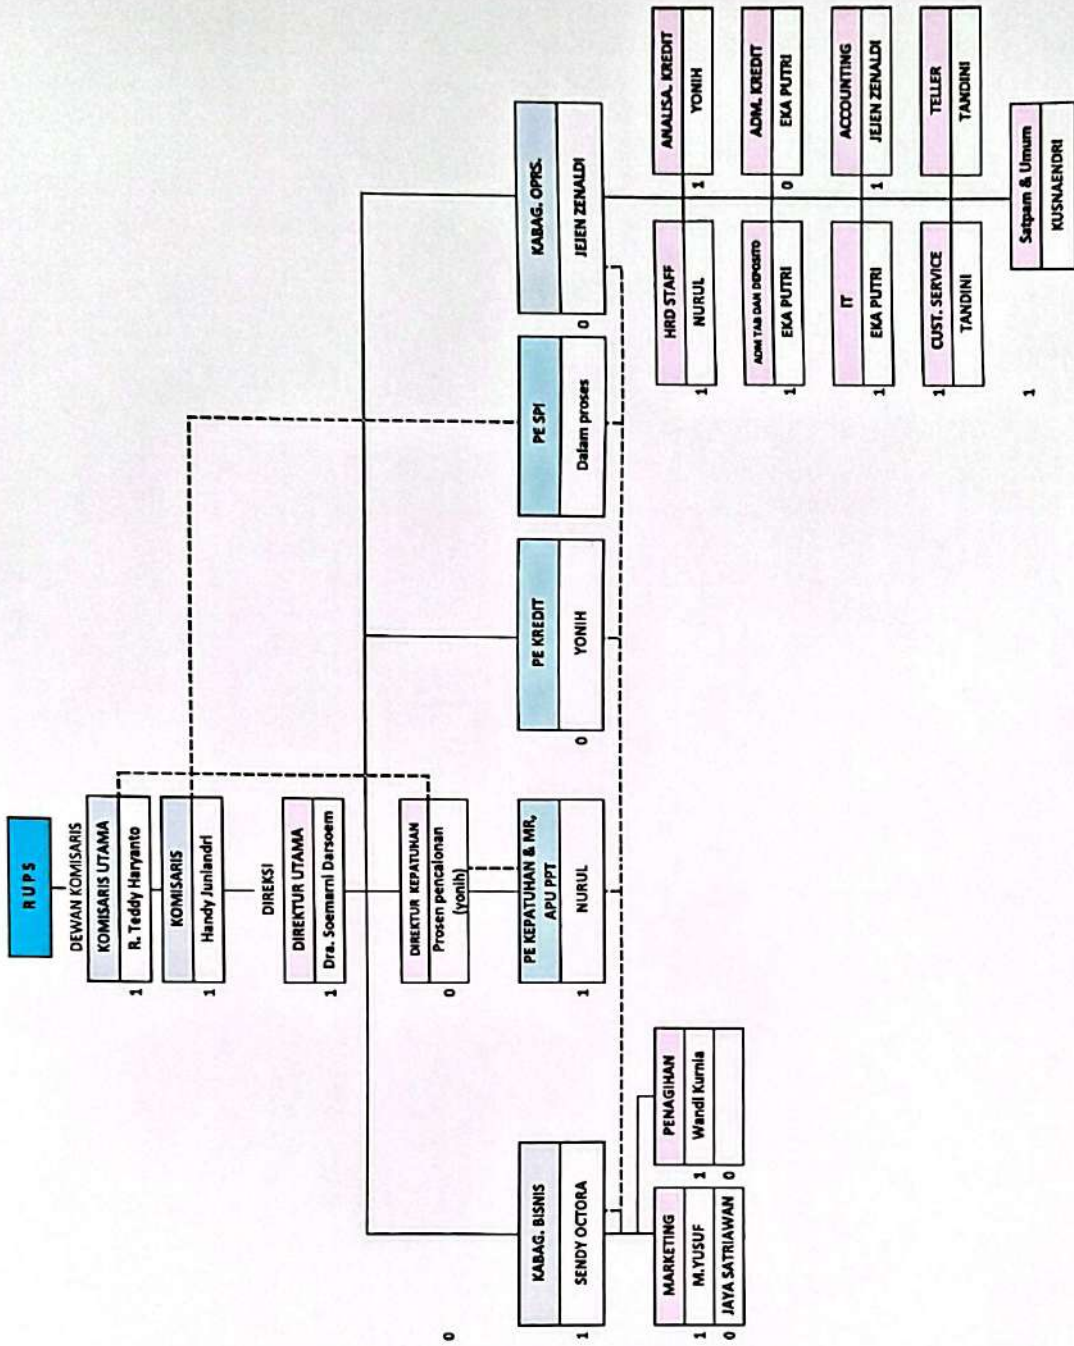 RUPS
DEWAN KOMISARIS
KOMISARIS UTAMA
R. Teddy Haryanto
1
KOMISARIS
Handy Juniandri
1
DIREKSI
DIREKTUR UTAMA
Dra. Soemarni Darsoem
1
DIREKTUR KEPATUHAN
Prosen pencalonan
(yonih)
0
0
KABAG. BISNIS
SENDY OCTORA
1
PE KEPATUHAN & MR,
APU PPT
NURUL
1
PE KREDIT
YONIH
0
PE SPI
Dalam proses
KABAG. OPRS.
JEJEN ZENALDI
0
MARKETING
M.YUSUF
1
JAYA SATRIAWAN
0
PENAGIHAN
Wandi Kurnia
1
0
HRD STAFF
NURUL
1
ANALISA. KREDIT
YONIH
1
ADM TAB DAN DEPOSITO
EKA PUTRI
1
ADM. KREDIT
EKA PUTRI
0
IT
EKA PUTRI
1
ACCOUNTING
JEJEN ZENALDI
1
CUST. SERVICE
TANDINI
1
TELLER
TANDINI
Satpam & Umum
KUSNAENDRI
1